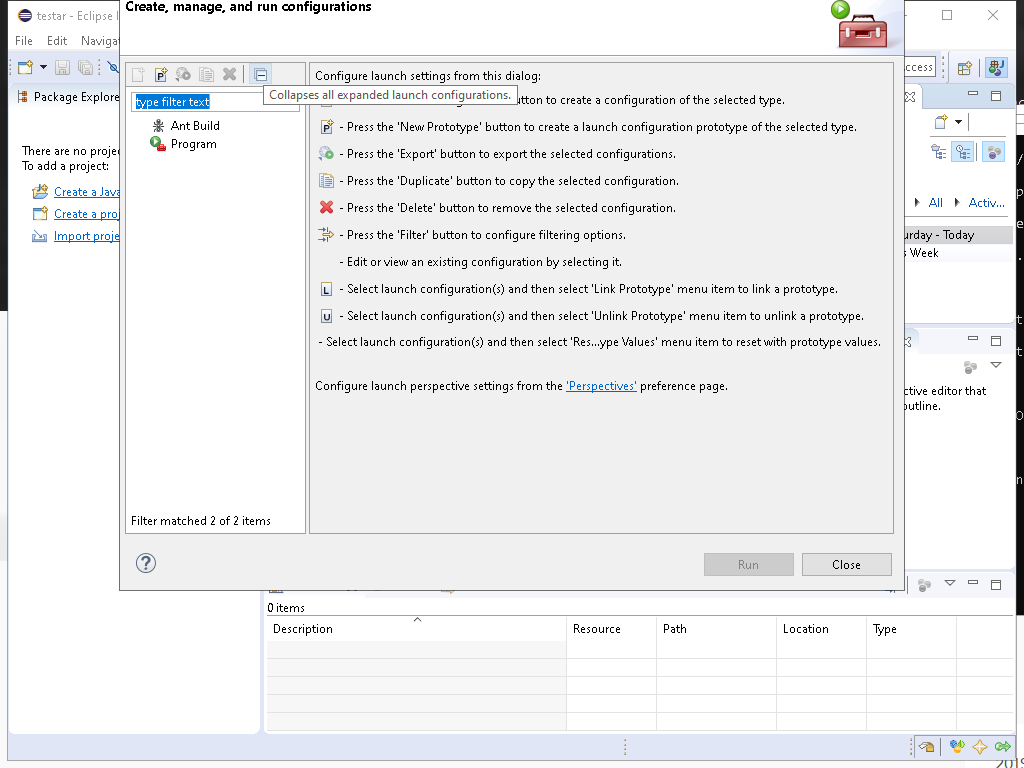 Create, manage, and run configurations
testar - Eclipse I
File Edit Navigat
Package Explore
There are no proje
To add a project:
Create a Java
Create a proj
Import proje
type filter text
Ant Build
Program
Filter matched 2 of 2 items
Configure launch settings from this dialog:
Collapses all expanded launch configurations.
utton to create a configuration of the selected type.
P - Press the 'New Prototype' button to create a launch configuration prototype of the selected type.
- Press the 'Export' button to export the selected configurations.
- Press the 'Duplicate' button to copy the selected configuration.
- Press the 'Delete' button to remove the selected configuration.
- Press the 'Filter' button to configure filtering options.
- Edit or view an existing configuration by selecting it.
L - Select launch configuration(s) and then select 'Link Prototype' menu item to link a prototype.
U - Select launch configuration(s) and then select 'Unlink Prototype' menu item to unlink a prototype.
- Select launch configuration(s) and then select 'Res...ype Values' menu item to reset with prototype values.
Configure launch perspective settings from the 'Perspectives' preference page.
Run
Close
ccess
All Activ...
urday - Today
s Week
ctive editor that
outline.
0 items
Description Resource Path Location Type
2019